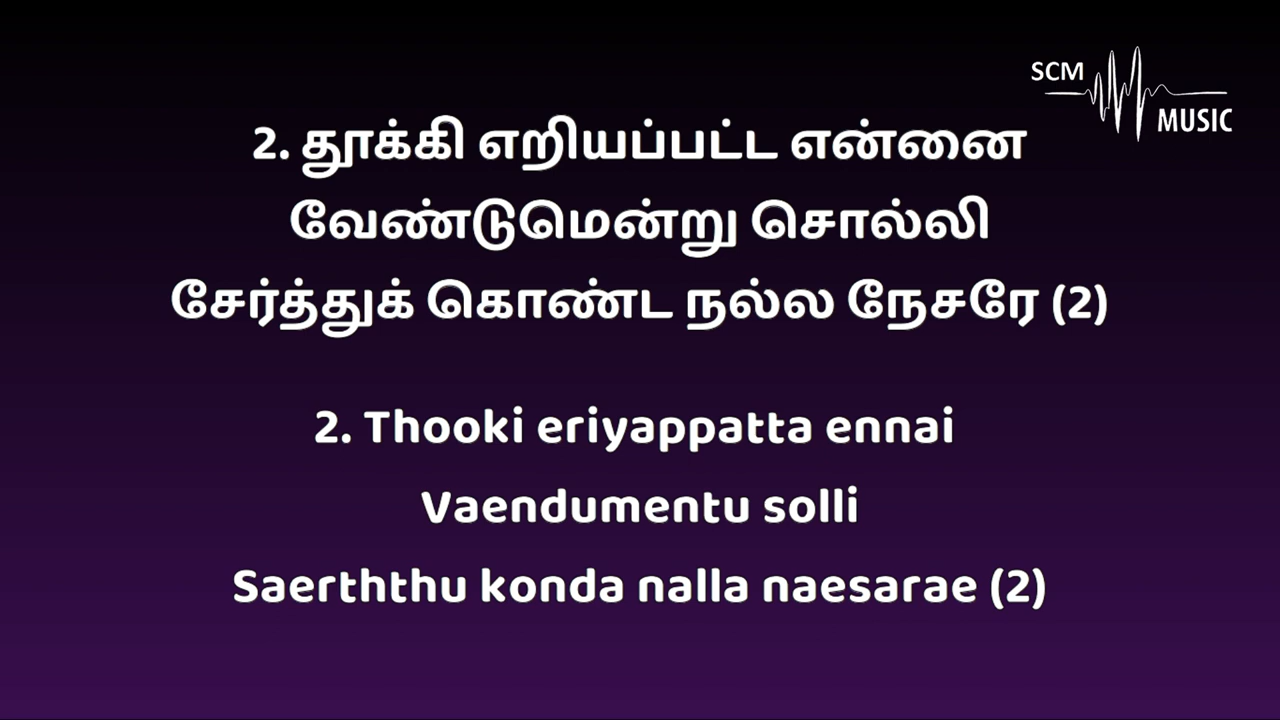 SCM
MUSIC
2. தூக்கி எறியப்பட்ட என்னை
வேண்டுமென்று சொல்லி
சேர்த்துக் கொண்ட நல்ல நேசரே (2)
2. Thooki eriyappatta ennai
Vaendumentu solli
Saerththu konda nalla naesarae (2)